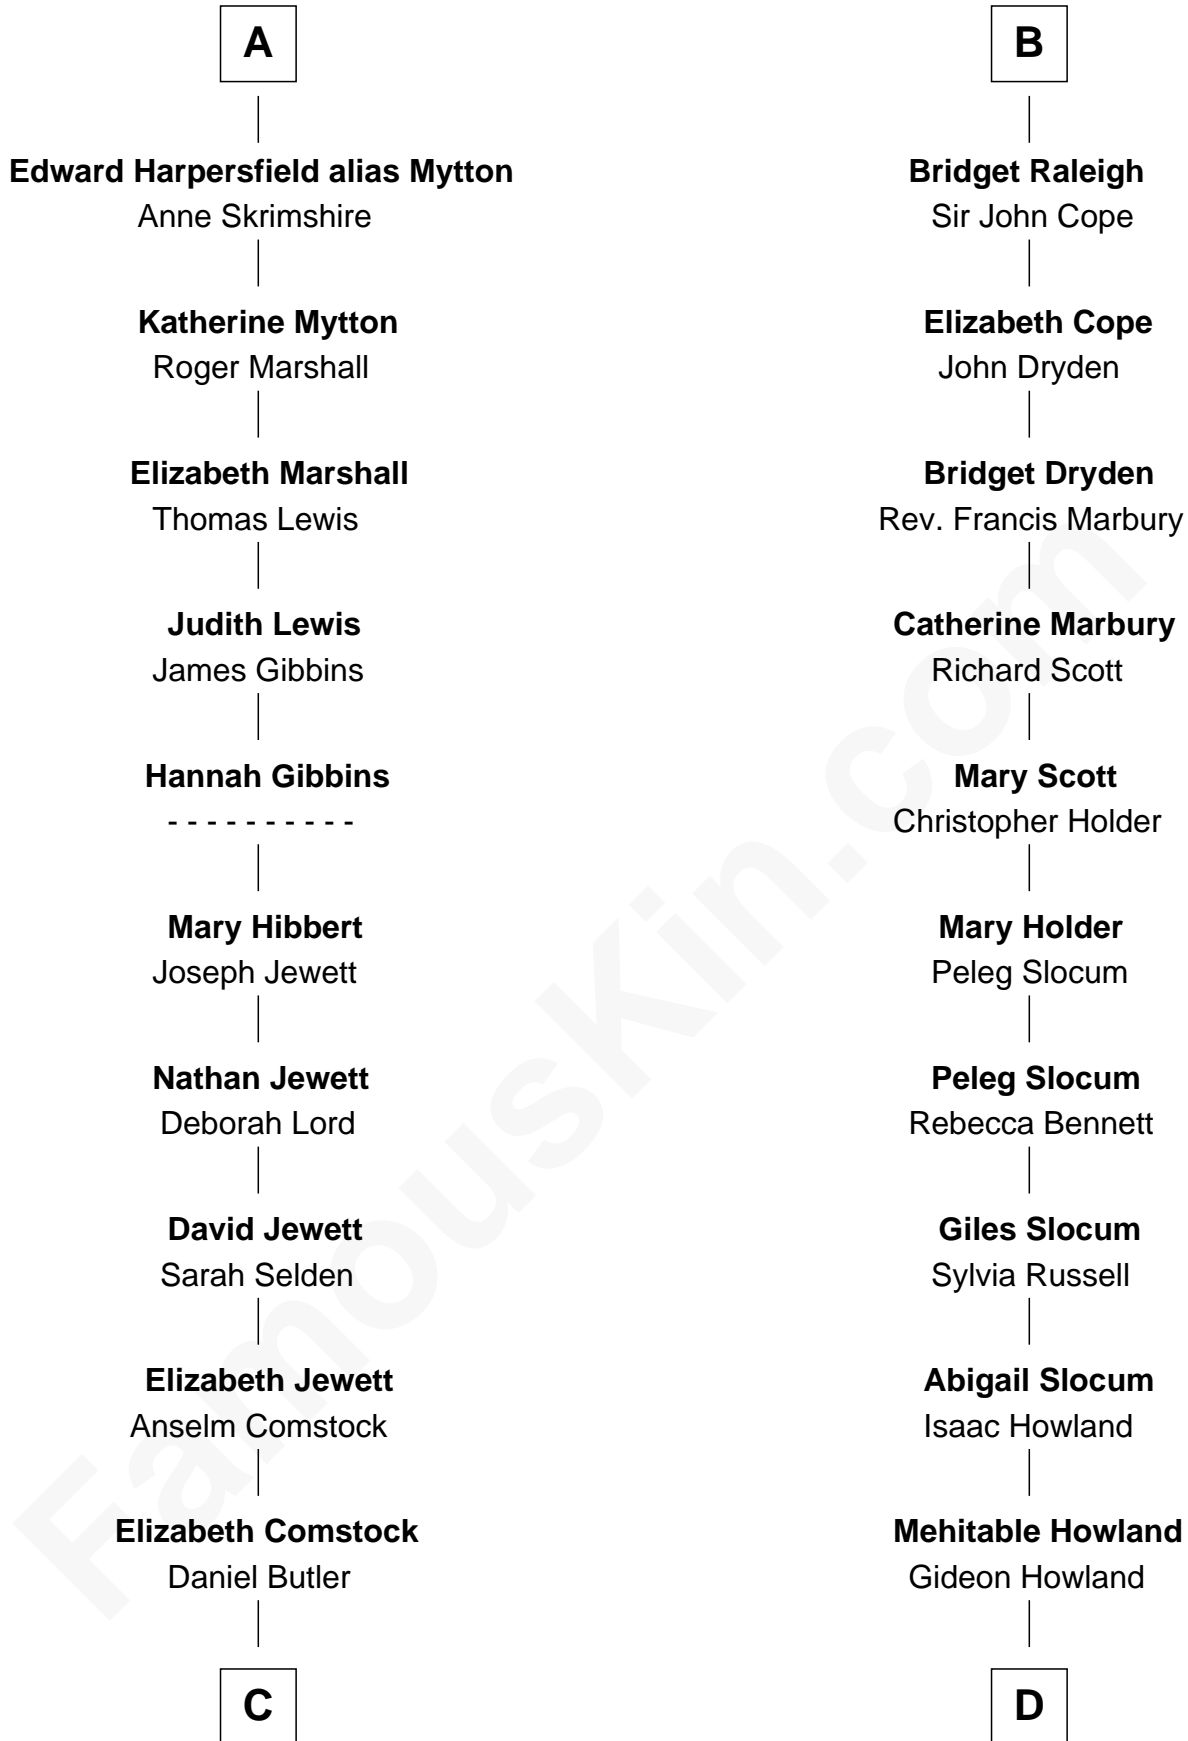 A
Edward Harpersfield alias Mytton
Anne Skrimshire
Katherine Mytton
Roger Marshall
Elizabeth Marshall
Thomas Lewis
Judith Lewis
James Gibbins
Hannah Gibbins
- - - - - - - - - -
Mary Hibbert
Joseph Jewett
Nathan Jewett
Deborah Lord
David Jewett
Sarah Selden
Elizabeth Jewett
Anselm Comstock
Elizabeth Comstock
Daniel Butler
C
B
Bridget Raleigh
Sir John Cope
Elizabeth Cope
John Dryden
Bridget Dryden
Rev. Francis Marbury
Catherine Marbury
Richard Scott
Mary Scott
Christopher Holder
Mary Holder
Peleg Slocum
Peleg Slocum
Rebecca Bennett
Giles Slocum
Sylvia Russell
Abigail Slocum
Isaac Howland
Mehitable Howland
Gideon Howland
D
FamousKin.com